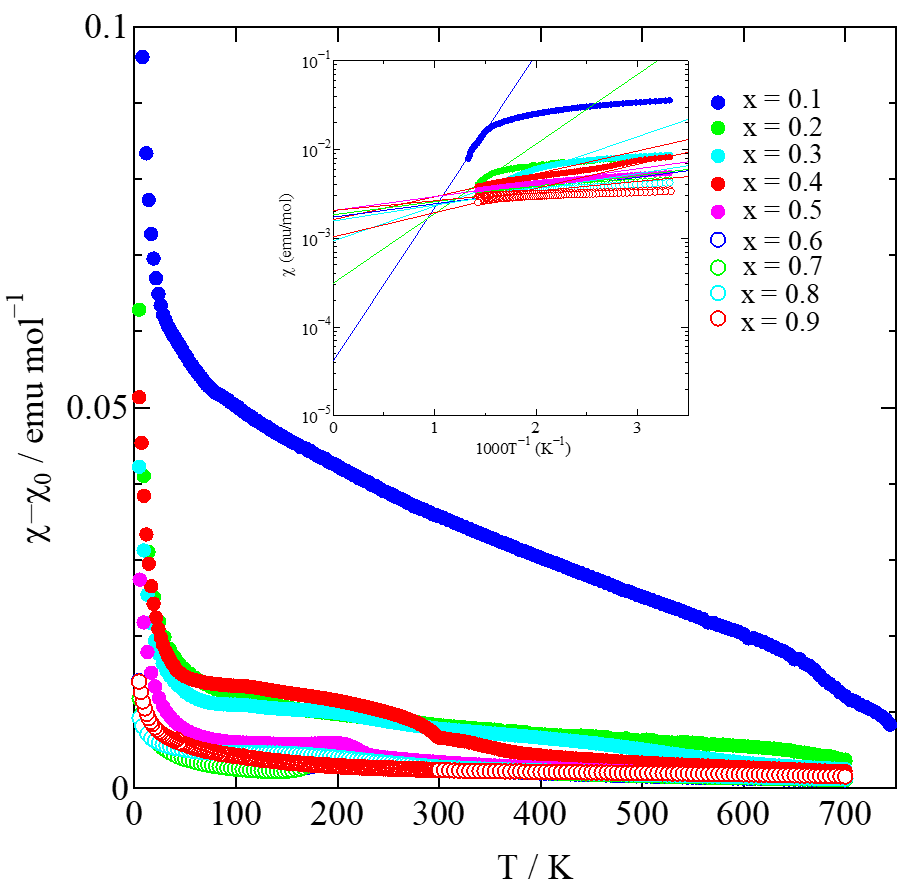 0.1
0.05
0
χ−χ₀ / emu mol⁻¹
0 100 200 300 400 500 600 700
T / K
10⁻¹
10⁻²
10⁻³
10⁻⁴
10⁻⁵
χ (emu/mol)
0 1 2 3
1000T⁻¹ (K⁻¹)
x = 0.1
x = 0.2
x = 0.3
x = 0.4
x = 0.5
x = 0.6
x = 0.7
x = 0.8
x = 0.9